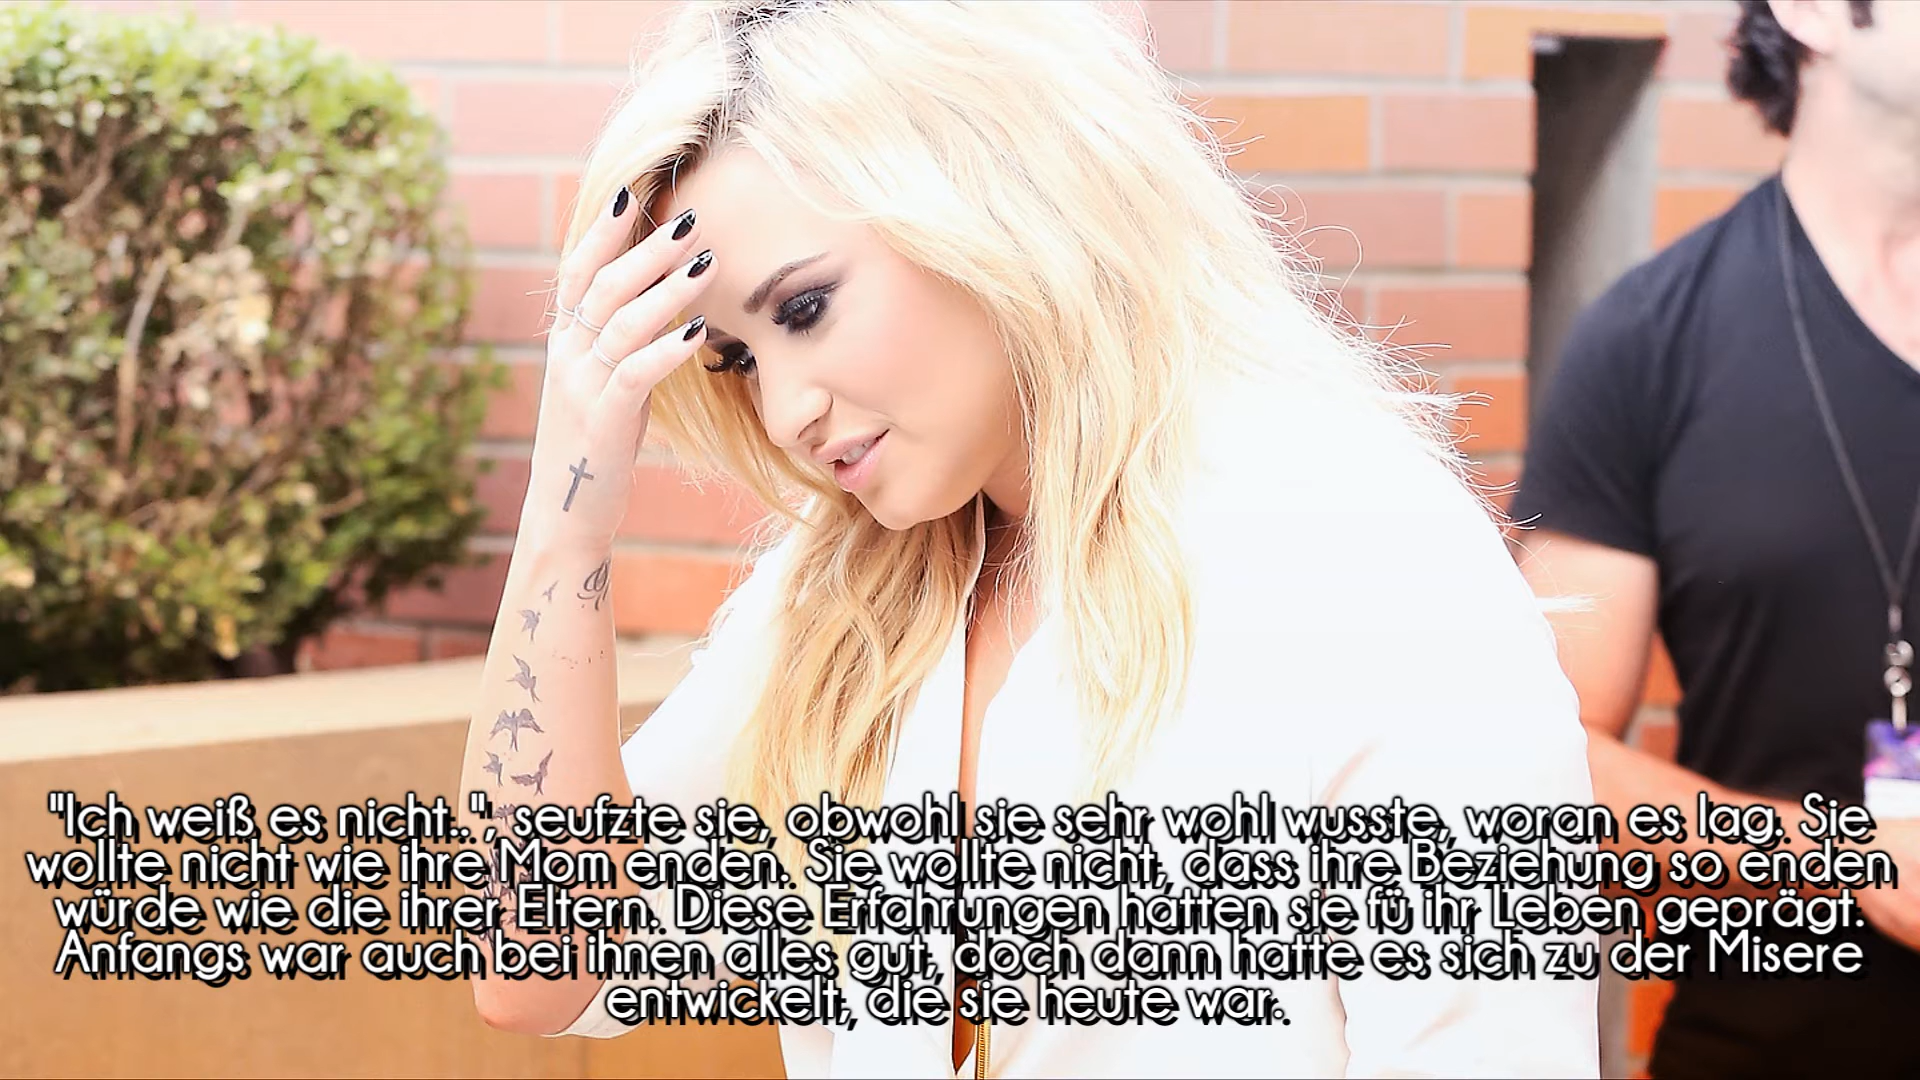 "Ich weiß es nicht..", seufzte sie, obwohl sie sehr wohl wusste, woran es lag. Sie
wollte nicht wie ihre Mom enden. Sie wollte nicht, dass ihre Beziehung so enden
würde wie die ihrer Eltern. Diese Erfahrungen hatten sie fü ihr Leben geprägt.
Anfangs war auch bei ihnen alles gut, doch dann hatte es sich zu der Misere
entwickelt, die sie heute war.